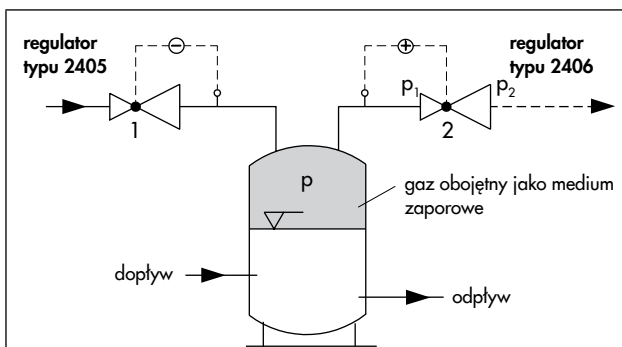 regulator
typu 2405
regulator
typu 2406
−
+
p₁
p₂
1
2
p
gaz obojętny jako medium
zaporowe
dopływ
odpływ